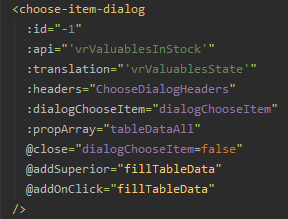 <choose-item-dialog
:id="-1"
:api="'vrValuablesInStock'"
:translation="'vrValuablesState'"
:headers="ChooseDialogHeaders"
:dialogChooseItem="dialogChooseItem"
:propArray="tableDataAll"
@close="dialogChooseItem=false"
@addSuperior="fillTableData"
@addOnClick="fillTableData"
/>